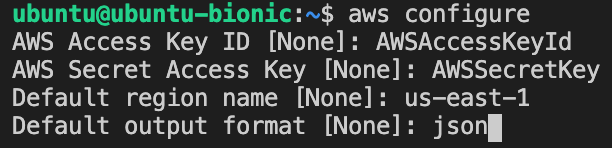 ubuntu@ubuntu-bionic:~$ aws configure
AWS Access Key ID [None]: AWSAccessKeyId
AWS Secret Access Key [None]: AWSSecretKey
Default region name [None]: us-east-1
Default output format [None]: json